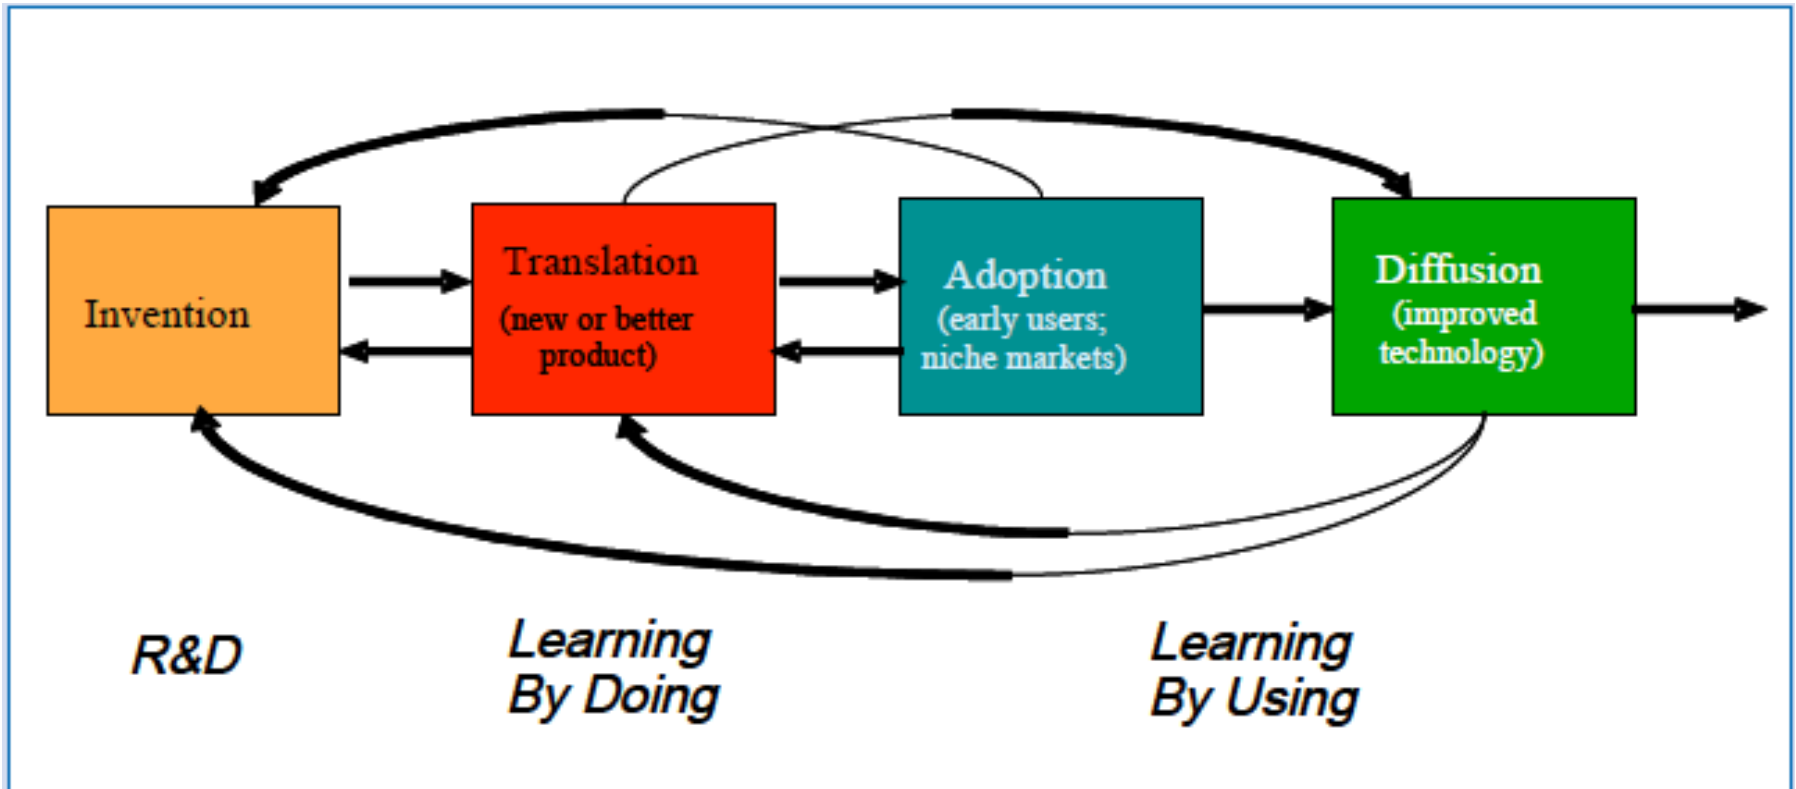 Invention
Translation
(new or better
product)
Adoption
(early users;
niche markets)
Diffusion
(improved
technology)
R&D
Learning
By Doing
Learning
By Using